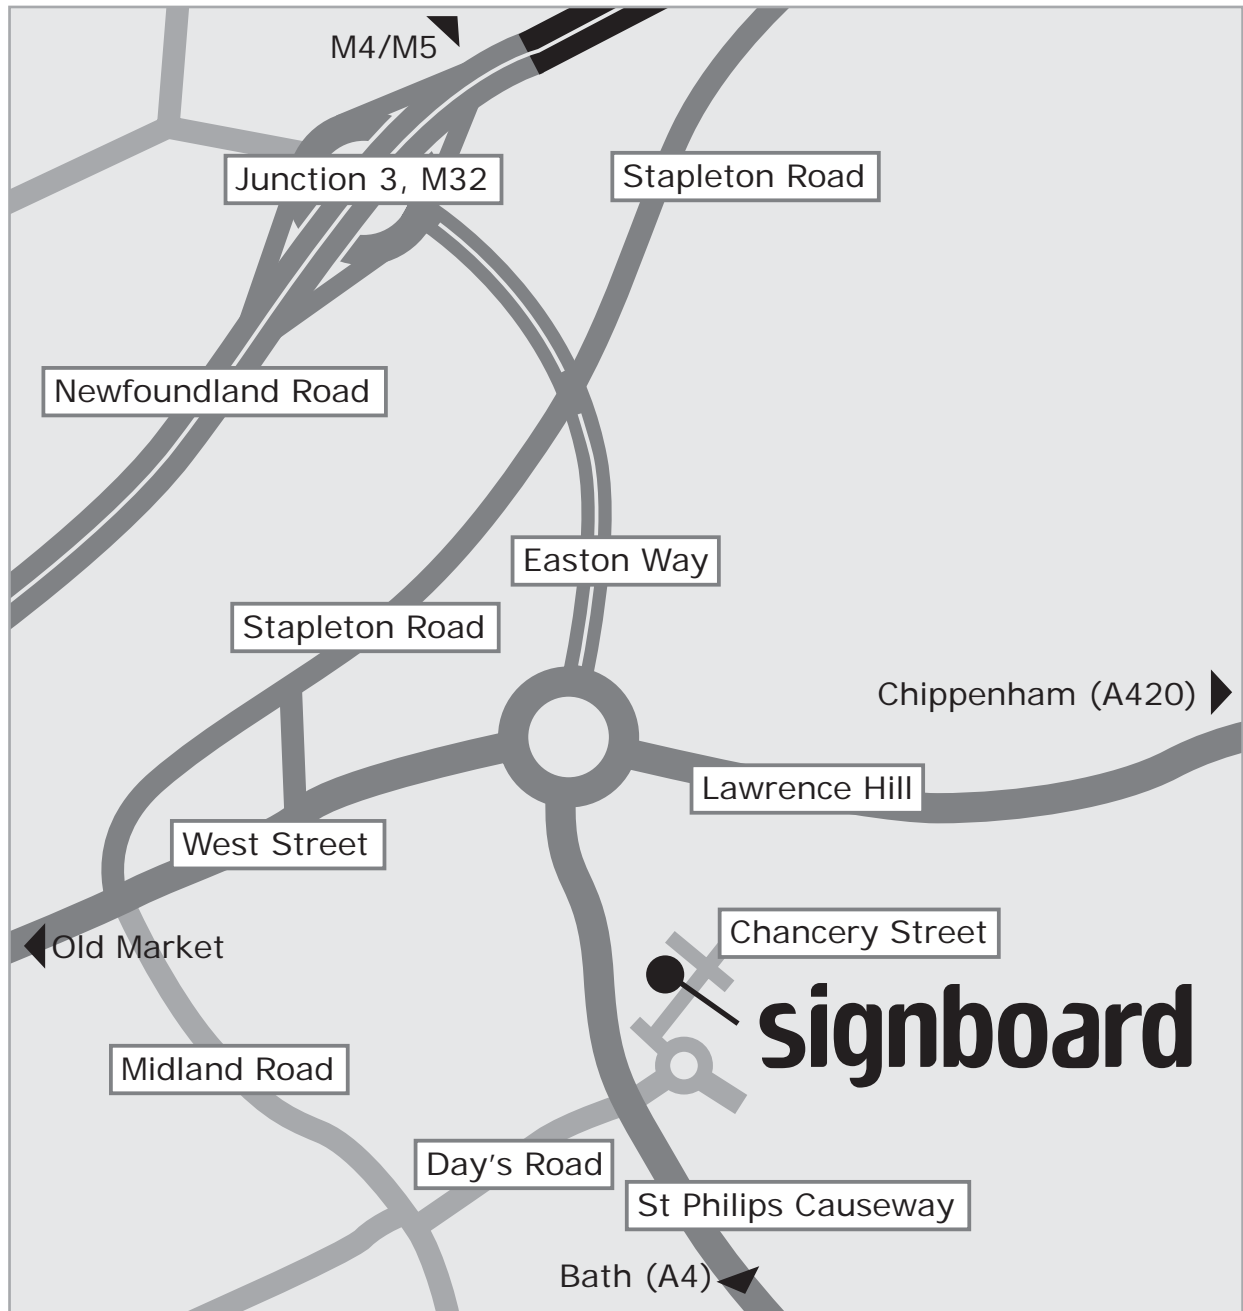 M4/M5
Junction 3, M32
Stapleton Road
Newfoundland Road
Easton Way
Stapleton Road
Chippenham (A420)
Lawrence Hill
West Street
Chancery Street
Old Market
signboard
Midland Road
Day's Road
St Philips Causeway
Bath (A4)